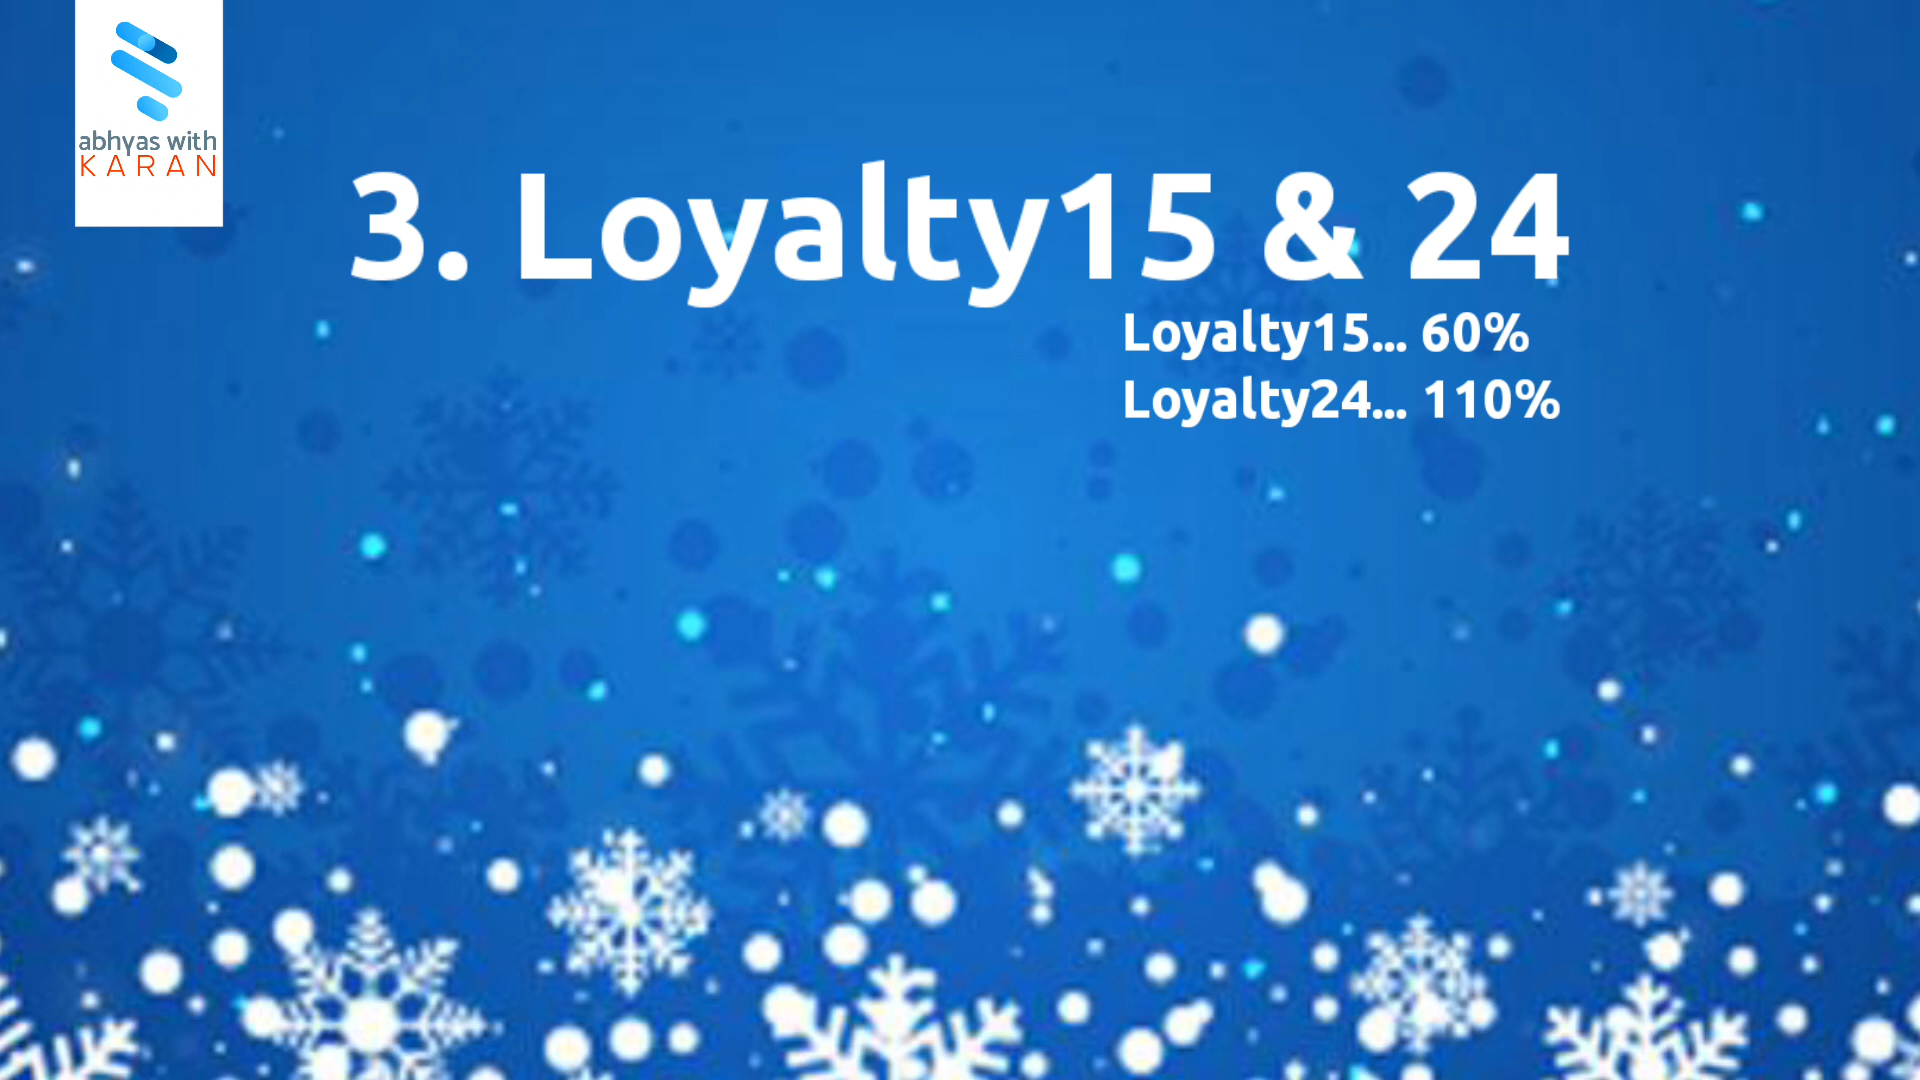 abhyas with
KARAN
3. Loyalty15 & 24
Loyalty15... 60%
Loyalty24... 110%